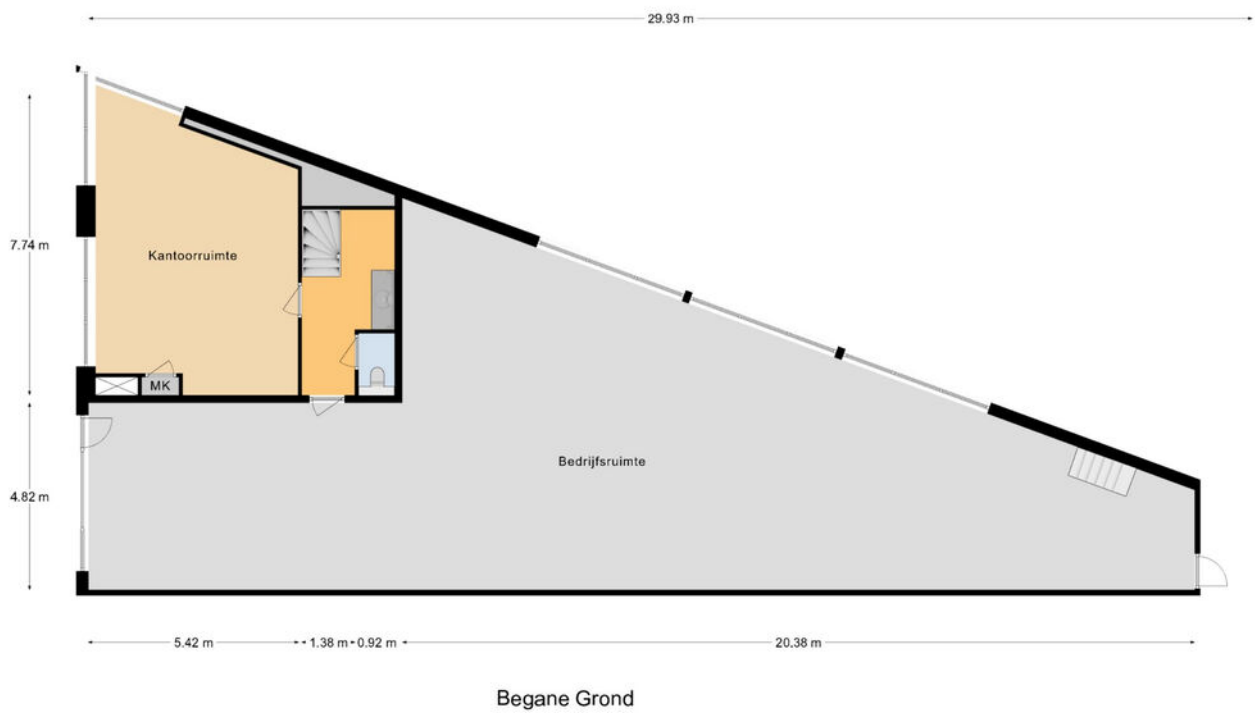 29.93 m
7.74 m
Kantoorruimte
MK
4.82 m
Bedrijfsruimte
5.42 m
1.38 m
0.92 m
20.38 m
Begane Grond